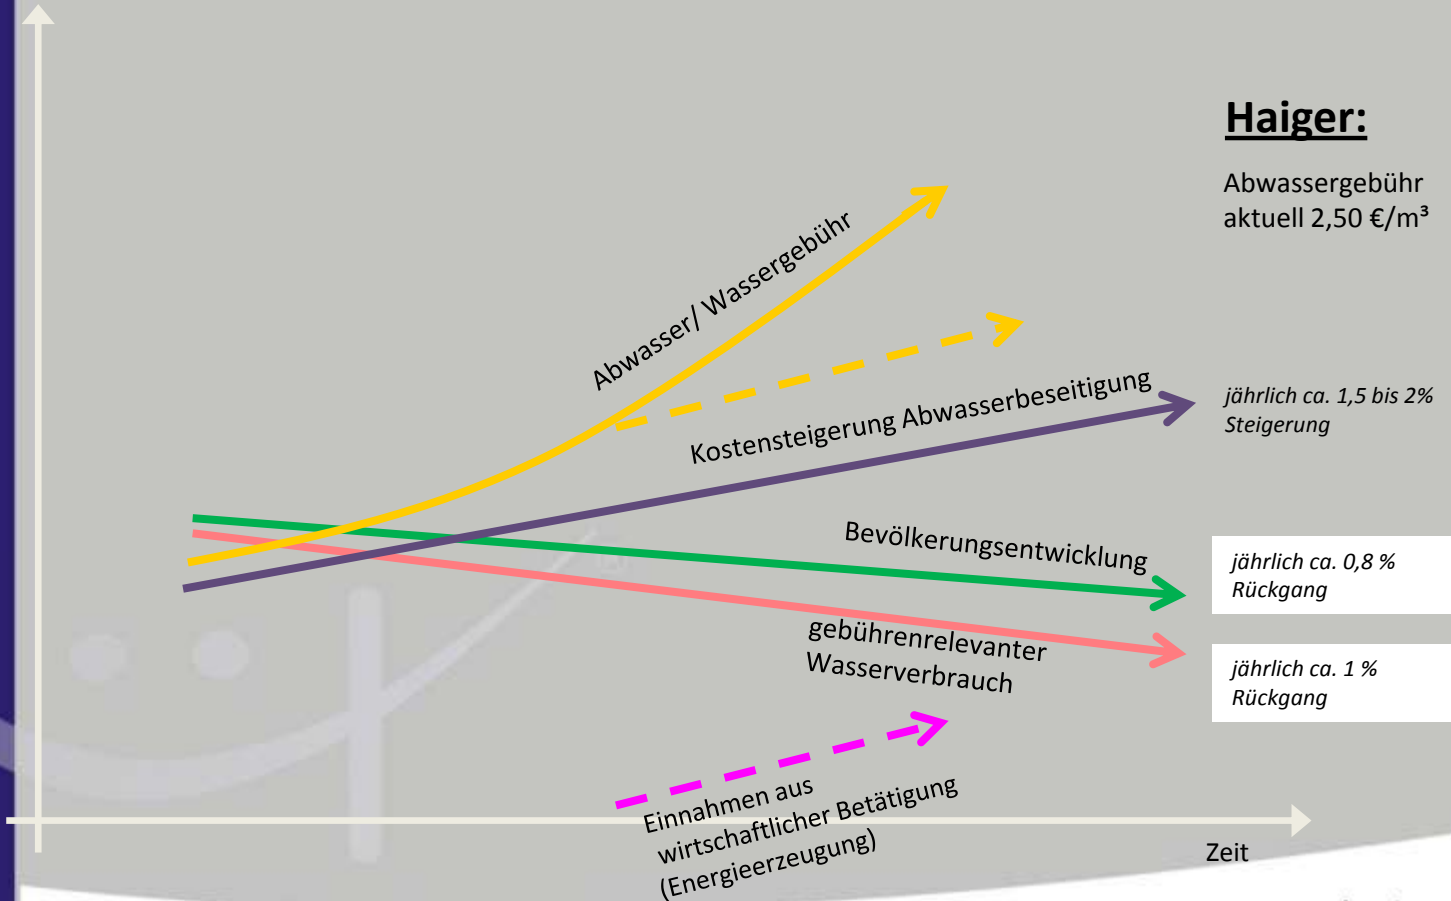 Haiger:
Abwassergebühr
aktuell 2,50 €/m³
Abwasser/ Wassergebühr
Kostensteigerung Abwasserbeseitigung
jährlich ca. 1,5 bis 2%
Steigerung
Bevölkerungsentwicklung
jährlich ca. 0,8 %
Rückgang
gebührenrelevanter
Wasserverbrauch
jährlich ca. 1 %
Rückgang
Einnahmen aus
wirtschaftlicher Betätigung
(Energieerzeugung)
Zeit